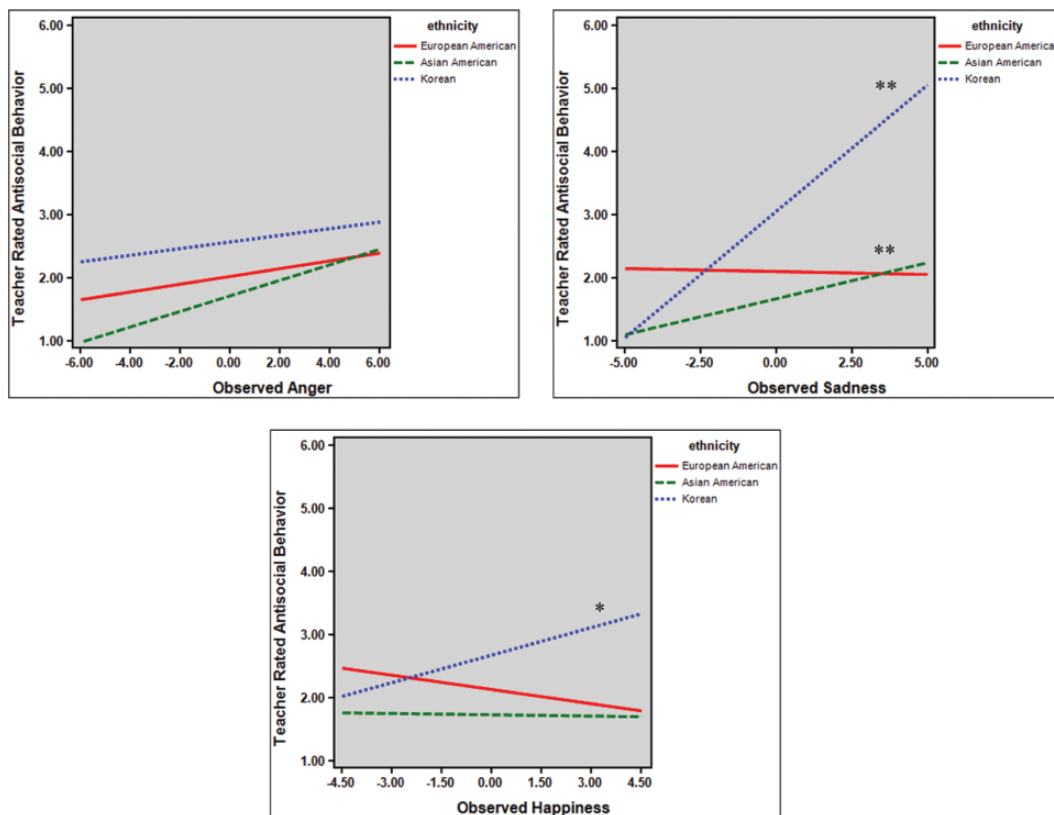 ethnicity
European American
Asian American
Korean
Teacher Rated Antisocial Behavior
6.00
5.00
4.00
3.00
2.00
1.00
-6.00 -4.00 -2.00 0.00 2.00 4.00 6.00
Observed Anger
ethnicity
European America
Asian American
Korean
Teacher Rated Antisocial Behavior
6.00
5.00
4.00
3.00
2.00
1.00
**
**
-5.00 -2.50 0.00 2.50 5.00
Observed Sadness
ethnicity
European American
Asian American
Korean
Teacher Rated Antisocial Behavior
6.00
5.00
4.00
3.00
2.00
1.00
*
-4.50 -3.00 -1.50 0.00 1.50 3.00 4.50
Observed Happiness